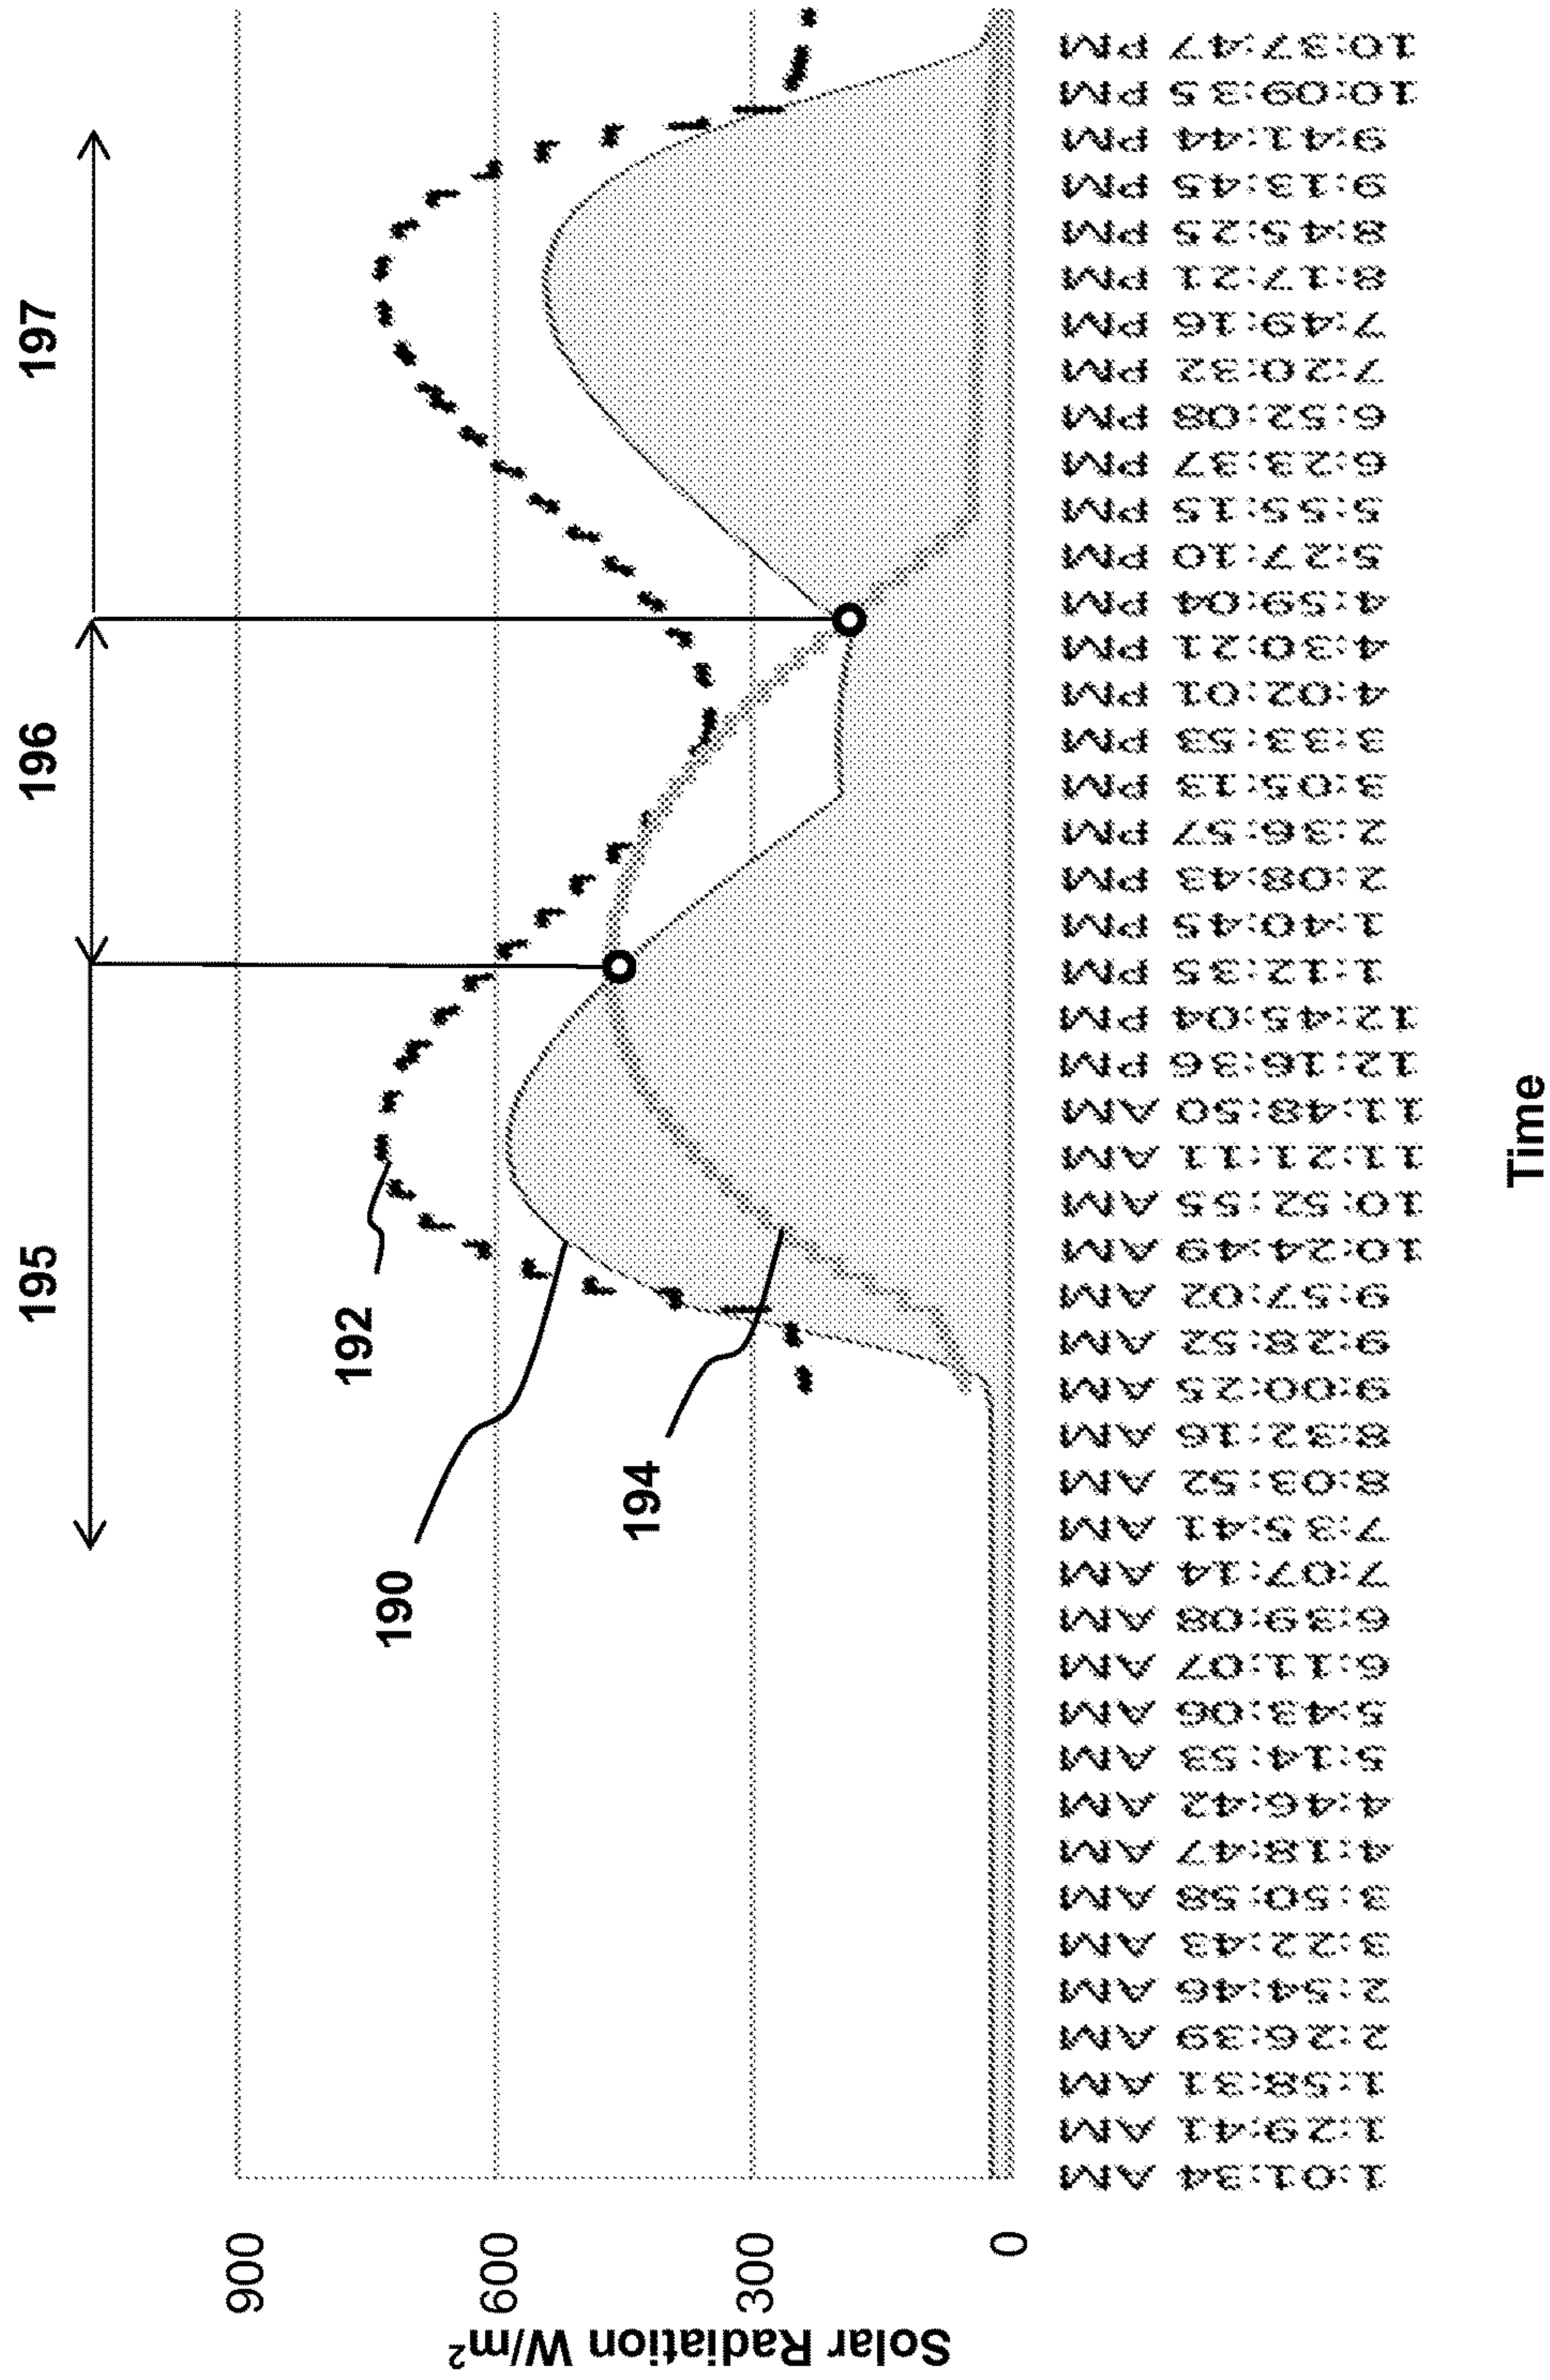 197
196
195
192
190
194
Solar Radiation W/m²
900
600
300
0
1:01:34 AM
1:29:41 AM
1:58:31 AM
2:26:39 AM
2:54:46 AM
3:22:43 AM
3:50:58 AM
4:18:47 AM
4:46:42 AM
5:14:53 AM
5:43:06 AM
6:11:07 AM
6:39:08 AM
7:07:14 AM
7:35:41 AM
8:03:52 AM
8:32:16 AM
9:00:25 AM
9:28:52 AM
9:57:02 AM
10:24:49 AM
10:52:55 AM
11:21:11 AM
11:48:50 AM
12:16:36 PM
12:45:04 PM
1:12:35 PM
1:40:45 PM
2:08:43 PM
2:36:57 PM
3:05:13 PM
3:33:53 PM
4:02:01 PM
4:30:21 PM
4:59:04 PM
5:27:10 PM
5:55:15 PM
6:23:37 PM
6:52:08 PM
7:20:32 PM
7:49:16 PM
8:17:21 PM
8:45:25 PM
9:13:45 PM
9:41:44 PM
10:09:35 PM
10:37:47 PM
Time